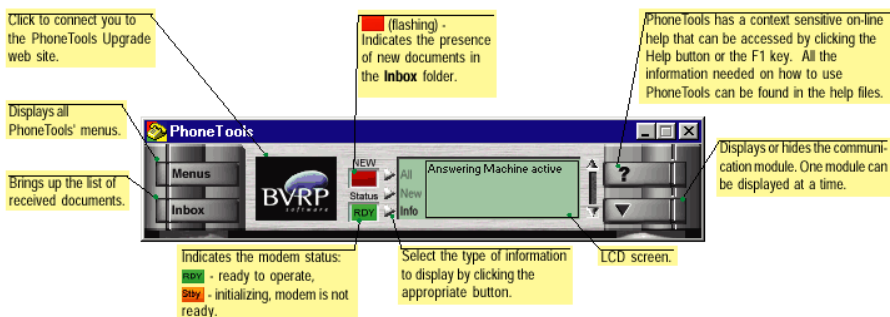 Click to connect you to
the PhoneTools Upgrade
web site.
(flashing) -
Indicates the presence
of new documents in
the Inbox folder.
PhoneTools has a context sensitive on-line
help that can be accessed by clicking the
Help button or the F1 key. All the
information needed on how to use
PhoneTools can be found in the help files.
Displays all
PhoneTools' menus.
Brings up the list of
received documents.
PhoneTools
Menus
Inbox
BVRP
software
NEW
Status
RDY
All
New
Info
Answering Machine active
?
Displays or hides the communi-
cation module. One module can
be displayed at a time.
Indicates the modem status:
RDY - ready to operate,
Stby - initializing, modem is not
ready.
Select the type of information
to display by clicking the
appropriate button.
LCD screen.